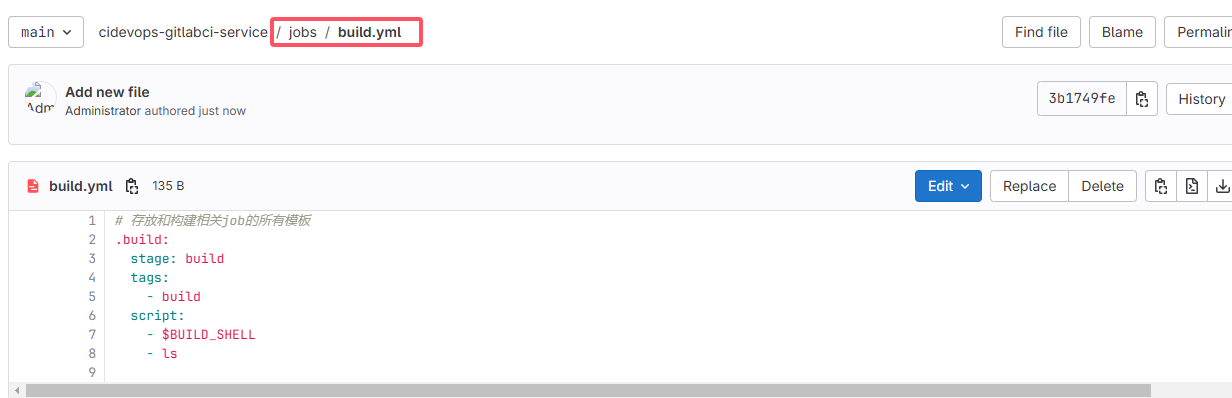 main
cidevops-gitlabci-service / jobs / build.yml
Find file
Blame
Permalin
Adm
Add new file
Administrator authored just now
3b1749fe
History
build.yml
135 B
Edit
Replace
Delete
1 # 存放和构建相关job的所有模板
2 .build:
3   stage: build
4   tags:
5     - build
6   script:
7     - $BUILD_SHELL
8     - ls
9